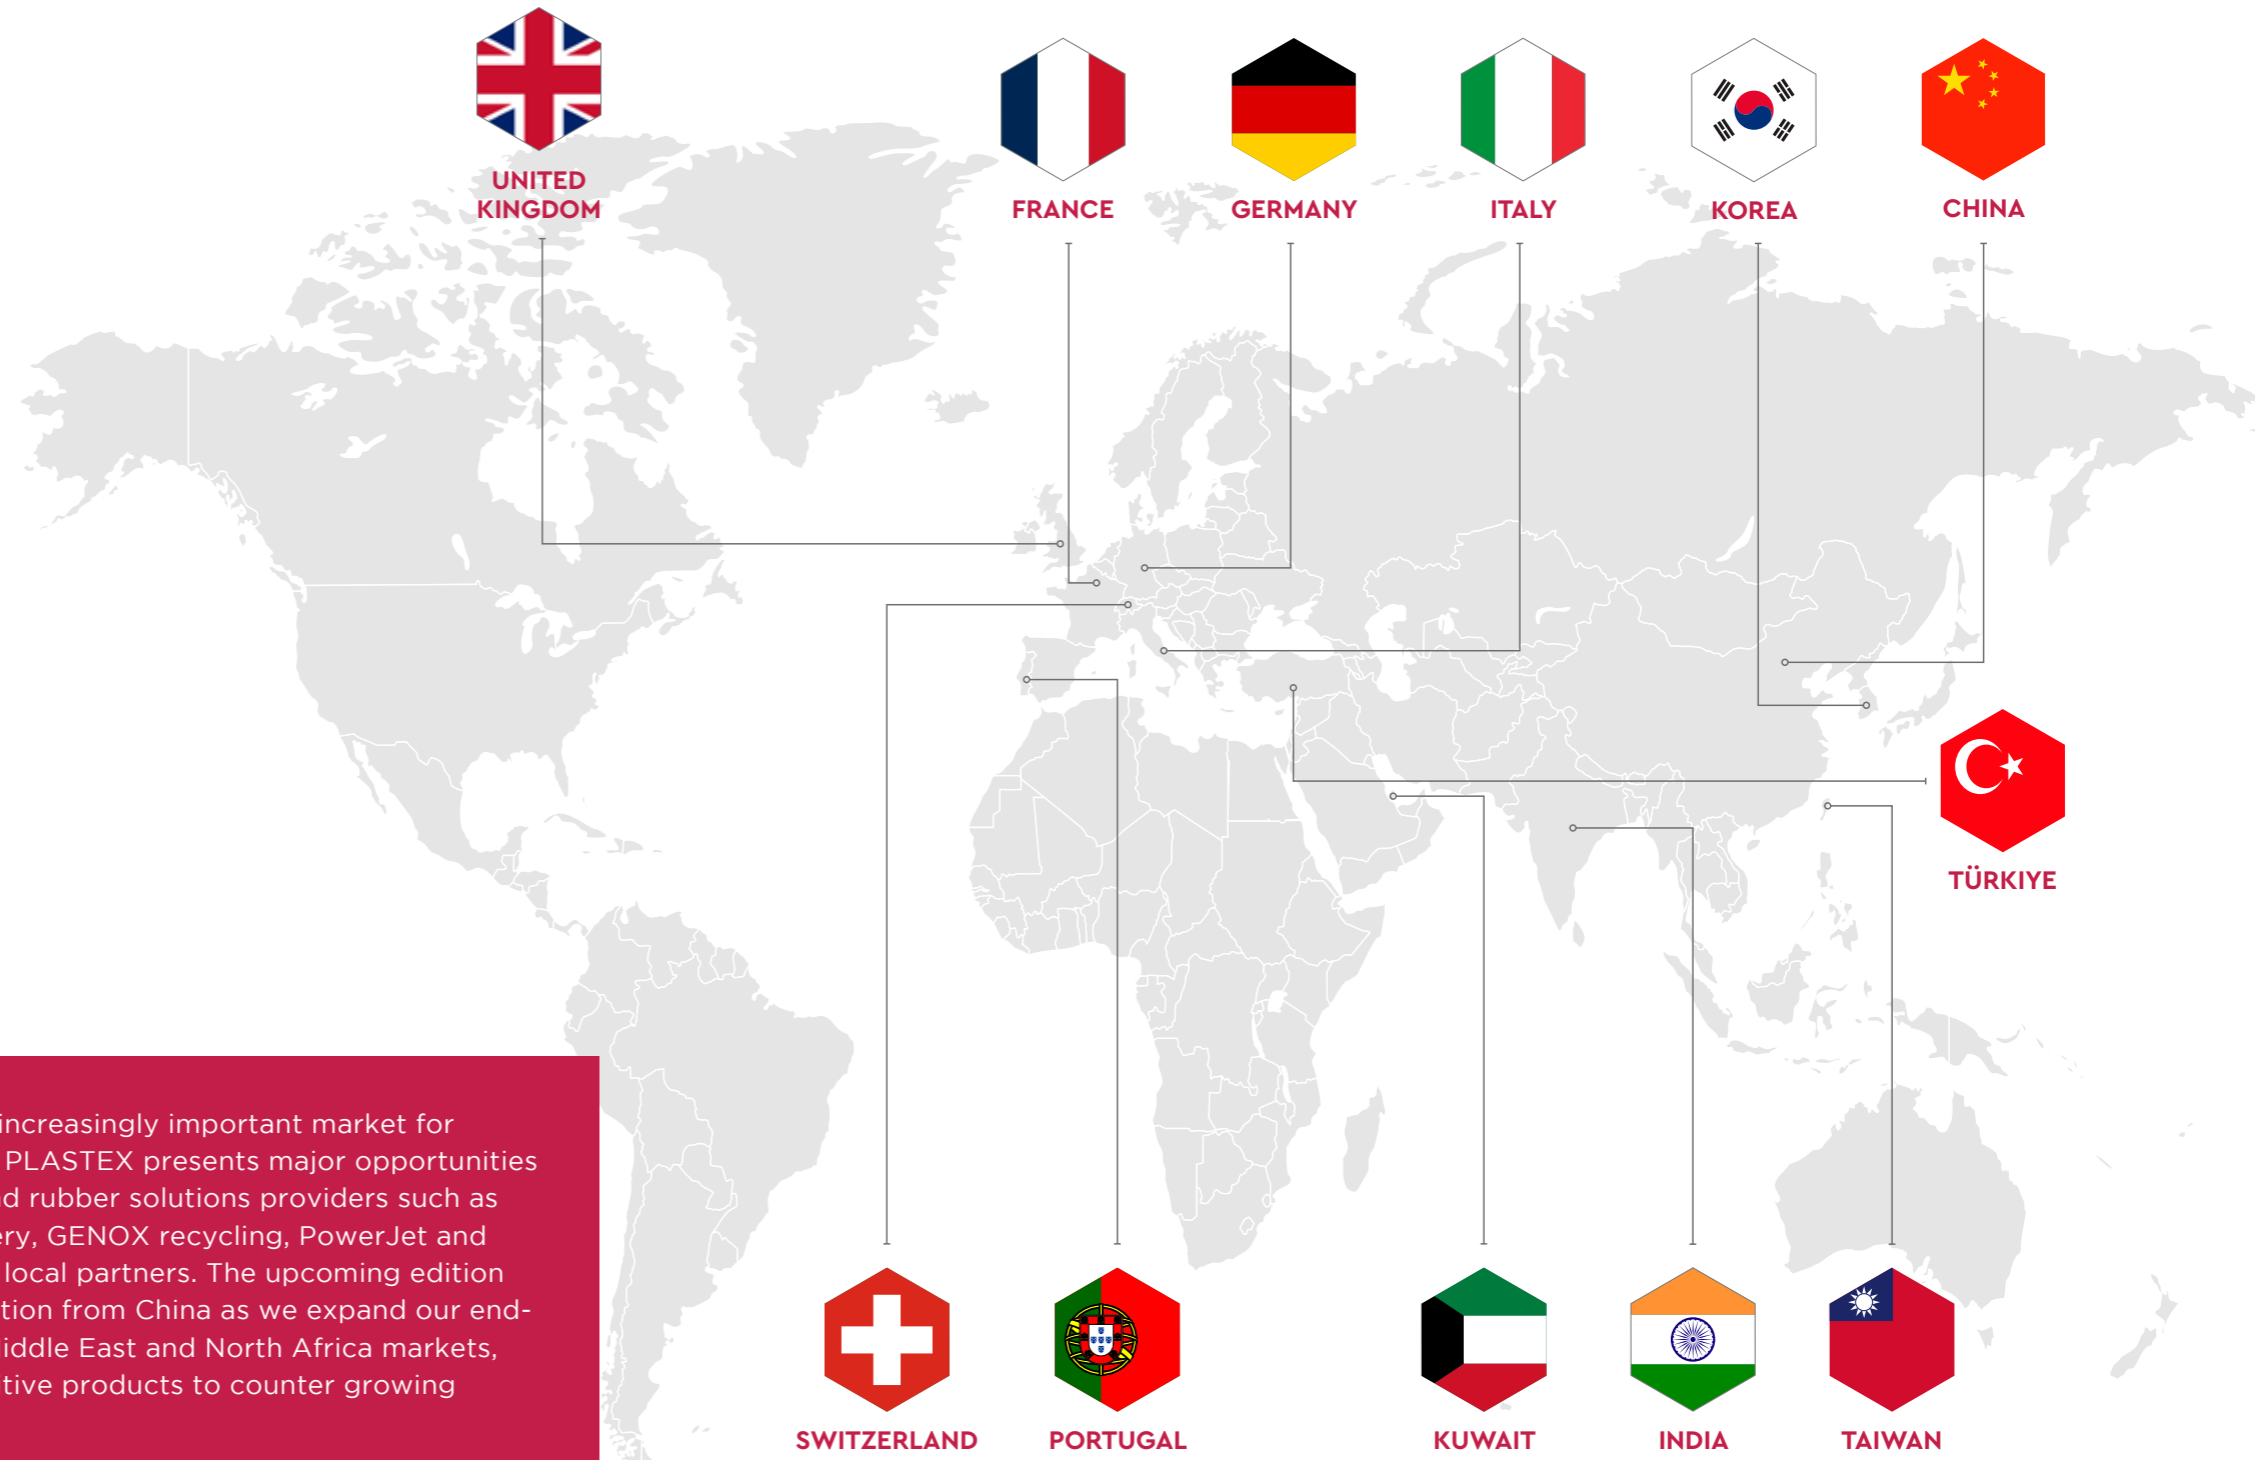 UNITED
KINGDOM
FRANCE
GERMANY
ITALY
KOREA
CHINA
TÜRKIYE
increasingly important market for
PLASTEX presents major opportunities
nd rubber solutions providers such as
ery, GENOX recycling, PowerJet and
local partners. The upcoming edition
tion from China as we expand our end-
iddle East and North Africa markets,
itive products to counter growing
SWITZERLAND
PORTUGAL
KUWAIT
INDIA
TAIWAN